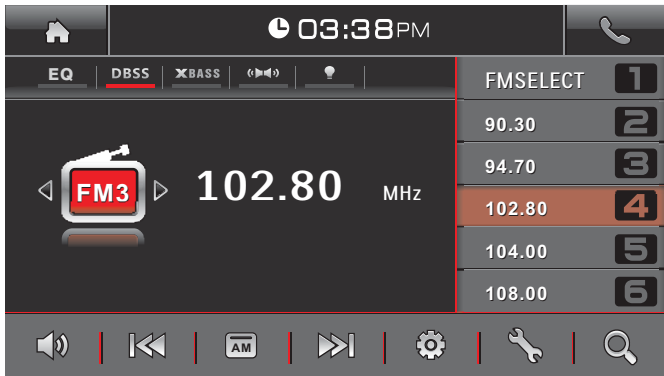 03:38PM
EQ DBSS XBASS
FMSELECT 1
90.30 2
94.70 3
FM3 102.80 MHz
102.80 4
104.00 5
108.00 6
AM